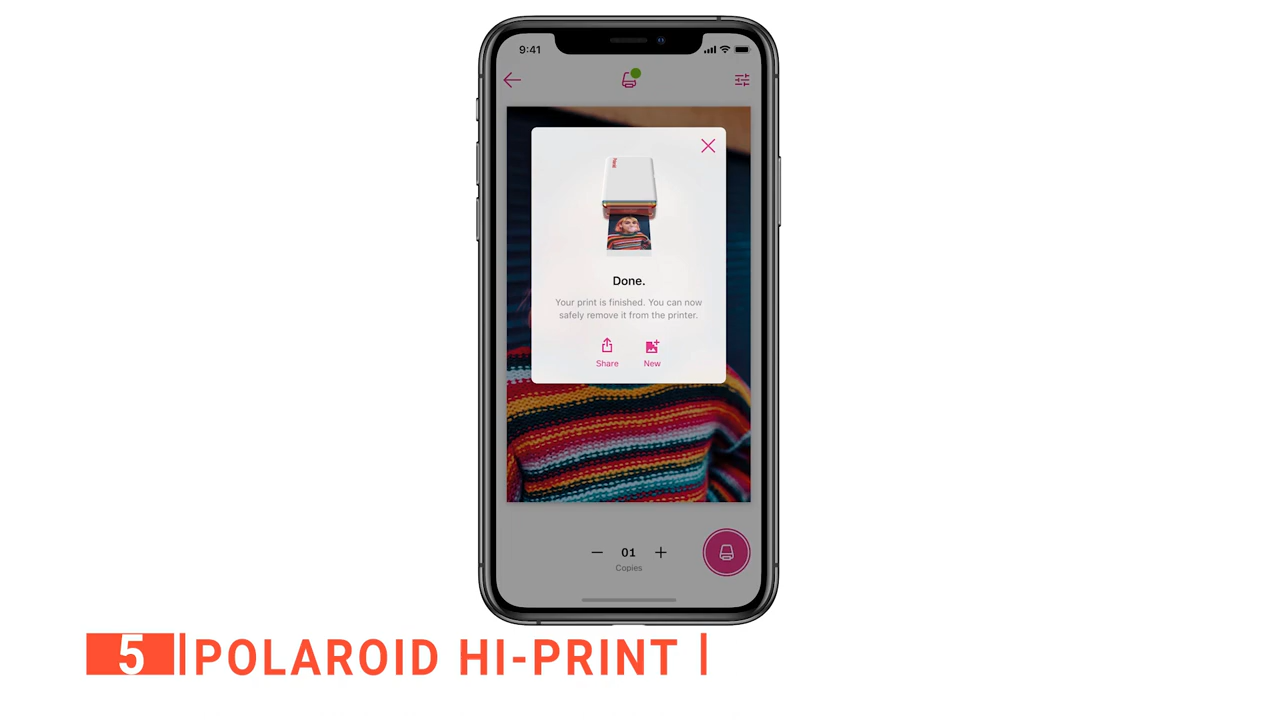 9:41
Done.
Your print is finished. You can now
safely remove it from the printer.
Share
New
01
Copies
5 POLAROID HI-PRINT